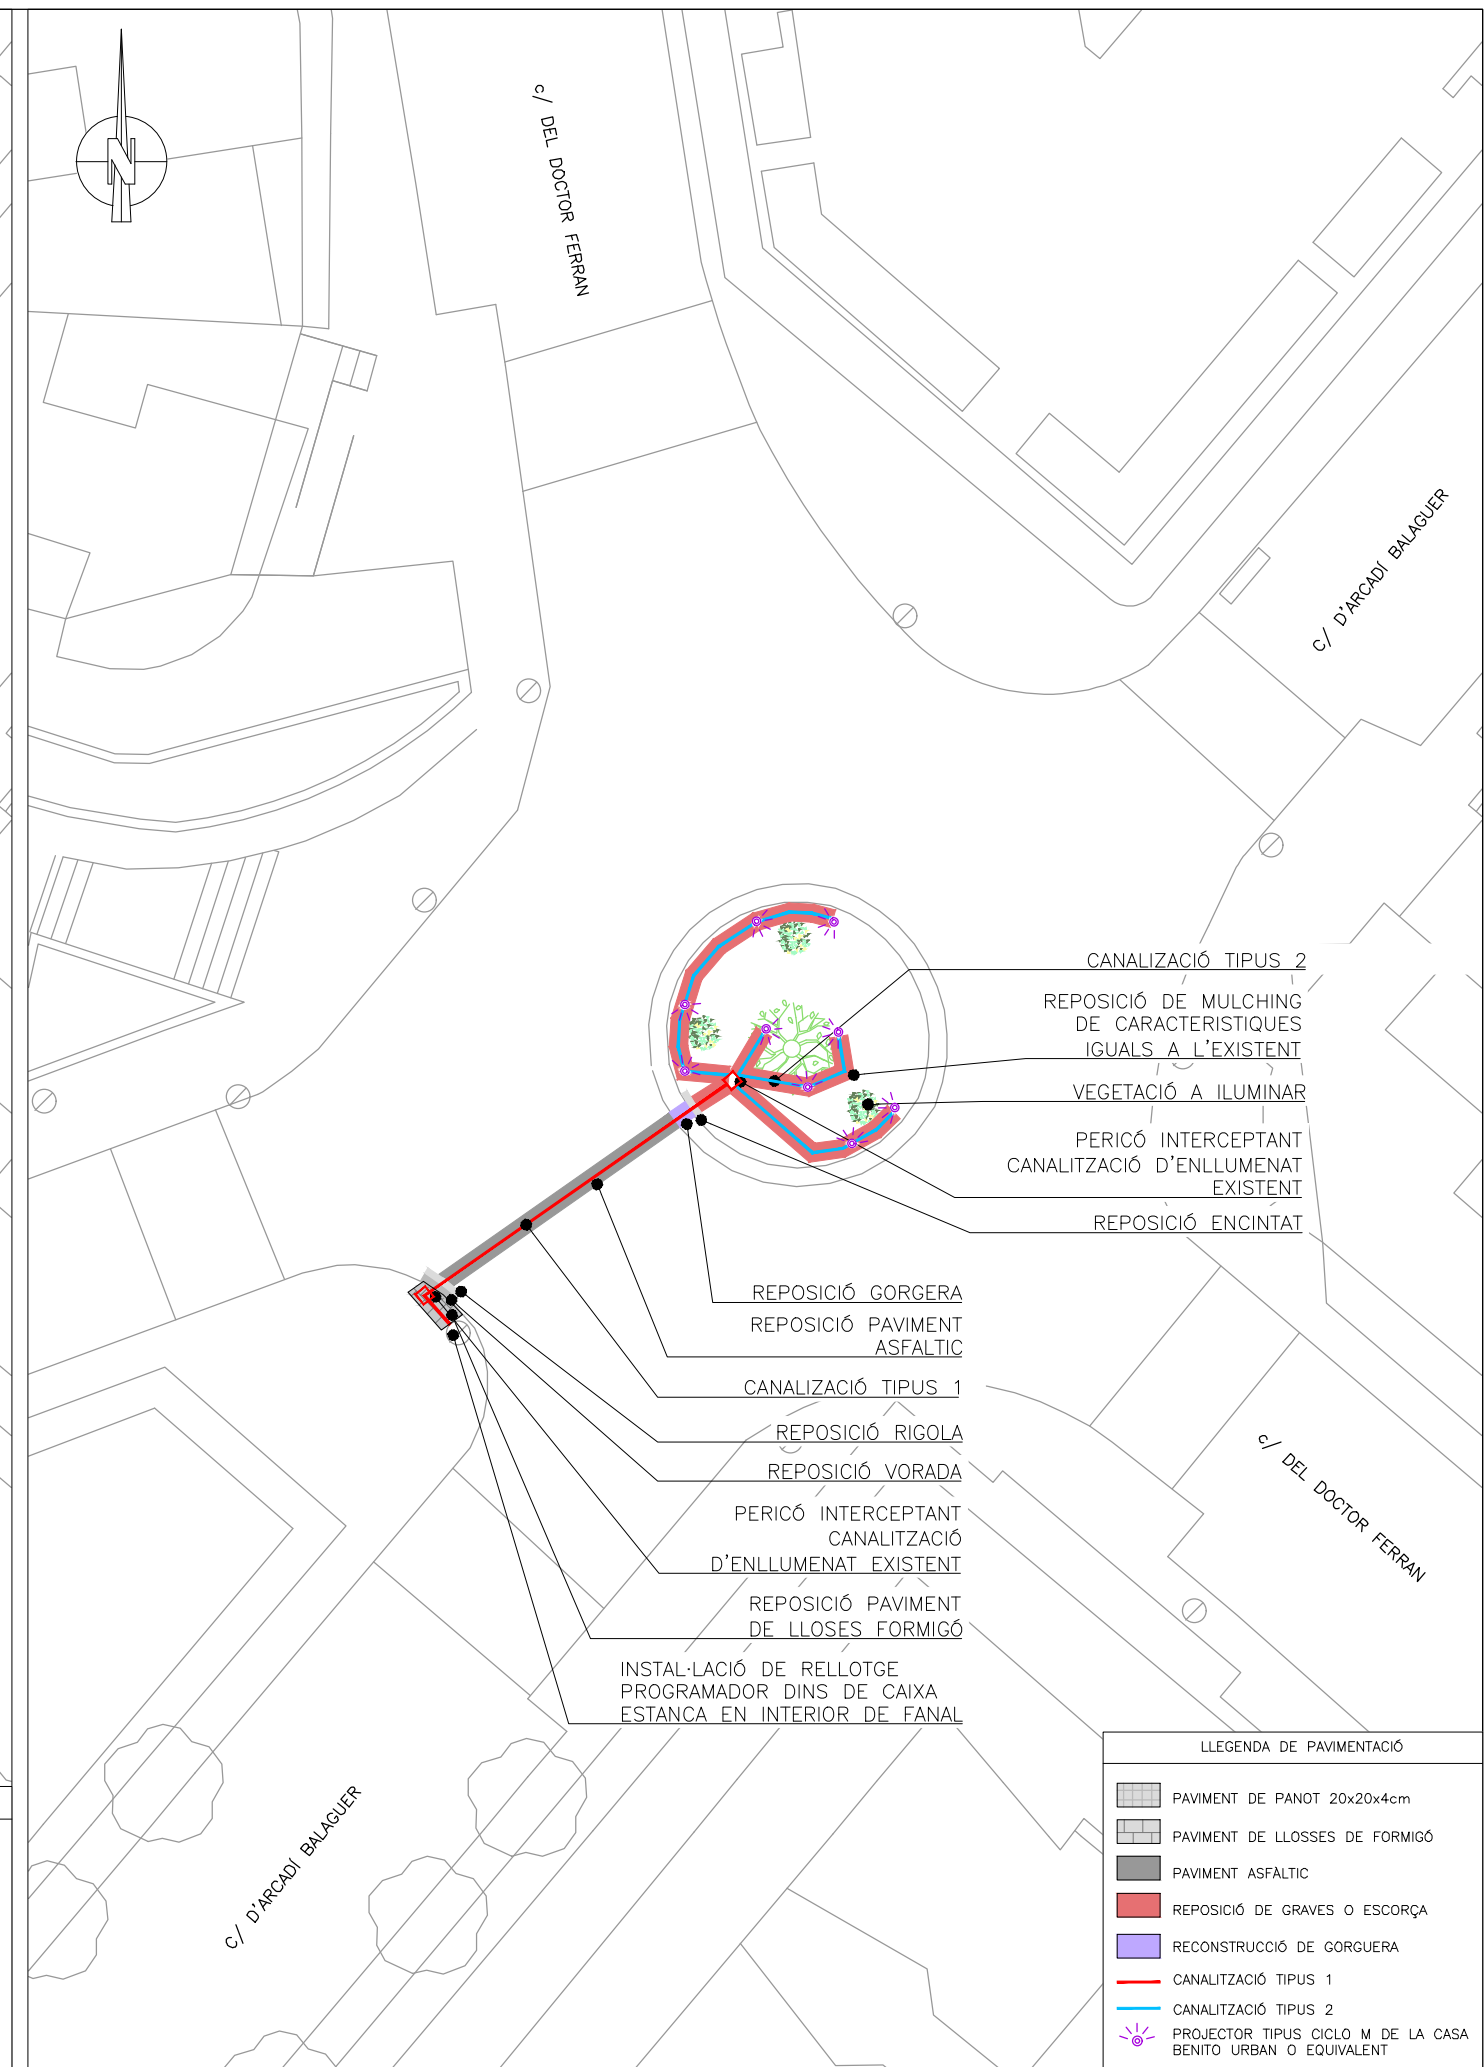 N
c/ DEL DOCTOR FERRAN
C/ D'ARCADÍ BALAGUER
CANALIZACIÓ TIPUS 2
REPOSICIÓ DE MULCHING
DE CARACTERISTIQUES
IGUALS A L'EXISTENT
VEGETACIÓ A ILUMINAR
PERICÓ INTERCEPTANT
CANALITZACIÓ D'ENLLUMENAT
EXISTENT
REPOSICIÓ ENCINTAT
REPOSICIÓ GORGERA
REPOSICIÓ PAVIMENT
ASFALTIC
CANALIZACIÓ TIPUS 1
REPOSICIÓ RIGOLA
REPOSICIÓ VORADA
PERICÓ INTERCEPTANT
CANALITZACIÓ
D'ENLLUMENAT EXISTENT
REPOSICIÓ PAVIMENT
DE LLOSES FORMIGÓ
INSTAL·LACIÓ DE RELLOTGE
PROGRAMADOR DINS DE CAIXA
ESTANCA EN INTERIOR DE FANAL
c/ DEL DOCTOR FERRAN
C/ D'ARCADÍ BALAGUER
LLEGENDA DE PAVIMENTACIÓ
PAVIMENT DE PANOT 20x20x4cm
PAVIMENT DE LLOSSES DE FORMIGÓ
PAVIMENT ASFÀLTIC
REPOSICIÓ DE GRAVES O ESCORÇA
RECONSTRUCCIÓ DE GORGUERA
CANALITZACIÓ TIPUS 1
CANALITZACIÓ TIPUS 2
PROJECTOR TIPUS CICLO M DE LA CASA
BENITO URBAN O EQUIVALENT